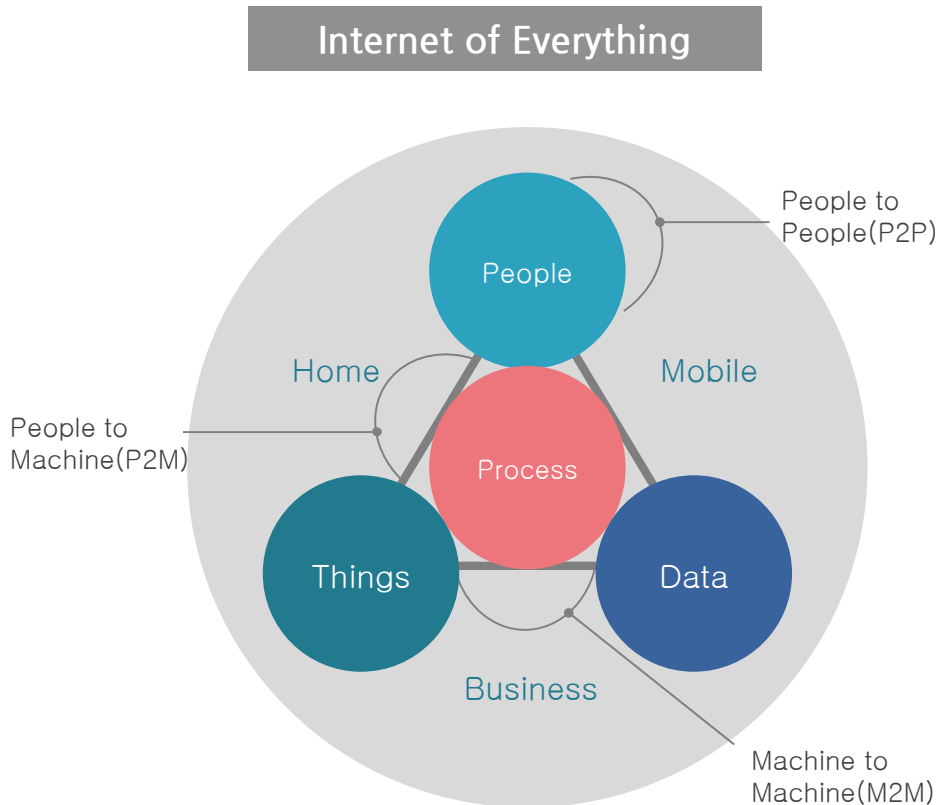 Internet of Everything
People to
People(P2P)
People
Home
Mobile
People to
Machine(P2M)
Process
Things
Data
Business
Machine to
Machine(M2M)